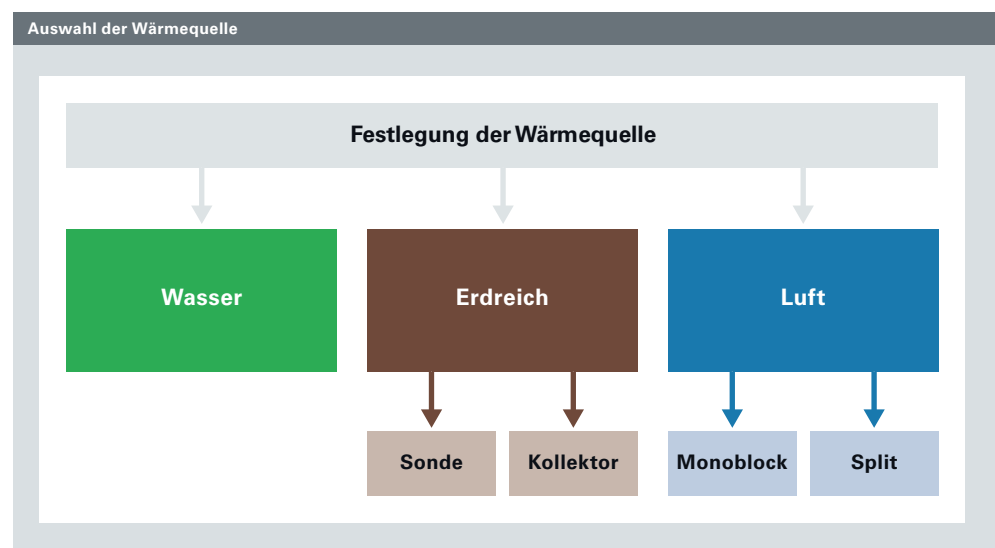 Auswahl der Wärmequelle
Festlegung der Wärmequelle
Wasser
Erdreich
Luft
Sonde
Kollektor
Monoblock
Split